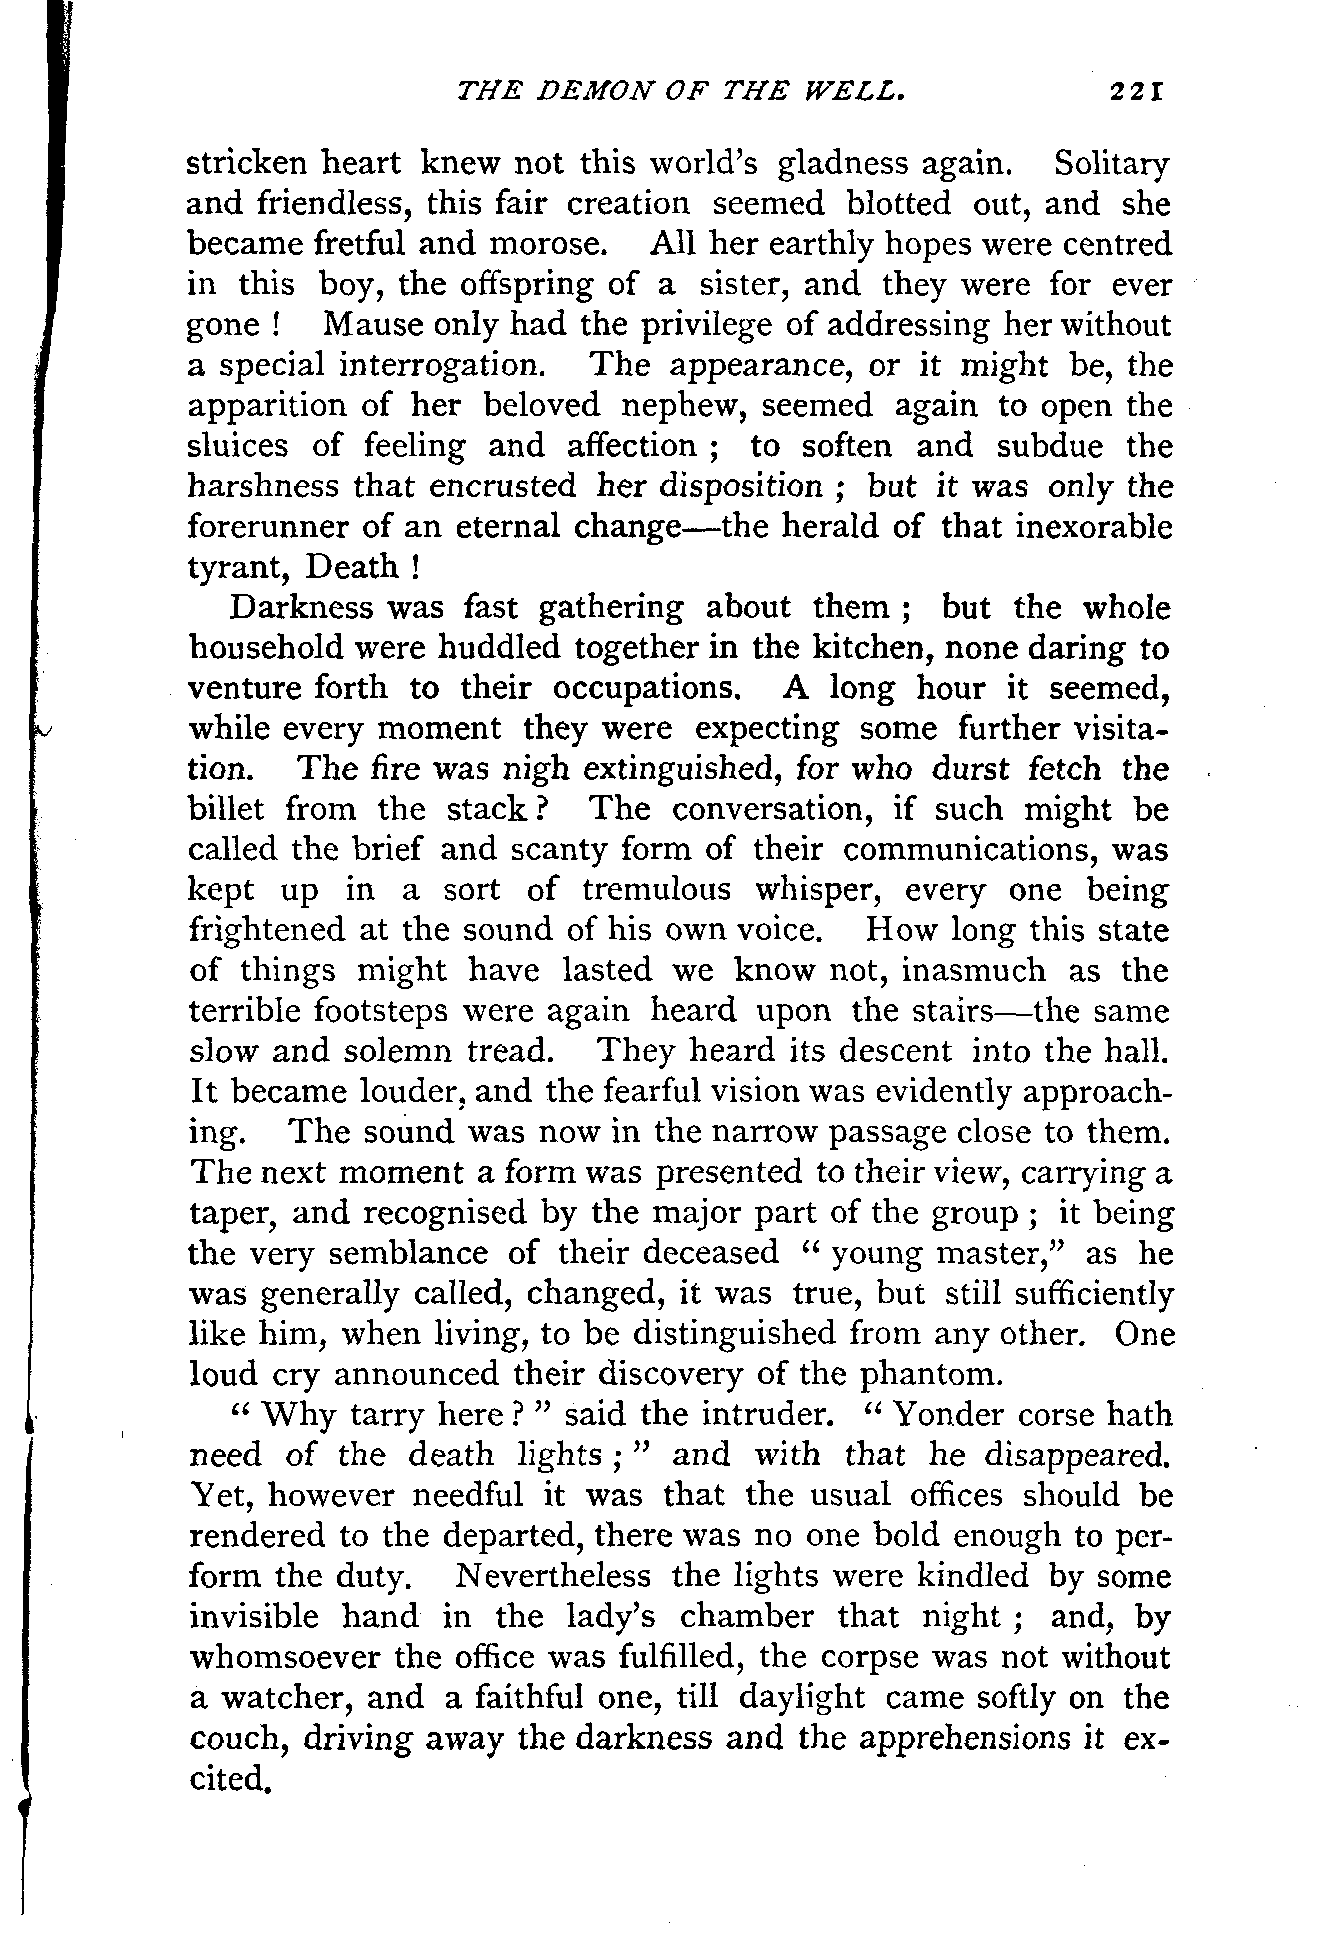 THE DEMON OF THE WELL. 221
stricken heart knew not this world's gladness again. Solitary
and friendless, this fair creation seemed blotted out, and she
became fretful and morose. All her earthly hopes were centred
in this boy, the offspring of a sister, and they were for ever
gone ! Mause only had the privilege of addressing her without
a special interrogation. The appearance, or it might be, the
apparition of her beloved nephew, seemed again to open the
sluices of feeling and affection ; to soften and subdue the
harshness that encrusted her disposition ; but it was only the
forerunner of an eternal change—the herald of that inexorable
tyrant, Death !
Darkness was fast gathering about them ; but the whole
household were huddled together in the kitchen, none daring to
venture forth to their occupations. A long hour it seemed,
while every moment they were expecting some further visita-
tion. The fire was nigh extinguished, for who durst fetch the
billet from the stack ? The conversation, if such might be
called the brief and scanty form of their communications, was
kept up in a sort of tremulous whisper, every one being
frightened at the sound of his own voice. How long this state
of things might have lasted we know not, inasmuch as the
terrible footsteps were again heard upon the stairs—the same
slow and solemn tread. They heard its descent into the hall.
It became louder, and the fearful vision was evidently approach-
ing. The sound was now in the narrow passage close to them.
The next moment a form was presented to their view, carrying a
taper, and recognised by the major part of the group ; it being
the very semblance of their deceased " young master," as he
was generally called, changed, it was true, but still sufficiently
like him, when living, to be distinguished from any other. One
loud cry announced their discovery of the phantom.
" Why tarry here ? " said the intruder. " Yonder corse hath
need of the death lights ; " and with that he disappeared.
Yet, however needful it was that the usual offices should be
rendered to the departed, there was no one bold enough to per-
form the duty. Nevertheless the lights were kindled by some
invisible hand in the lady's chamber that night ; and, by
whomsoever the office was fulfilled, the corpse was not without
a watcher, and a faithful one, till daylight came softly on the
couch, driving away the darkness and the apprehensions it ex-
cited.